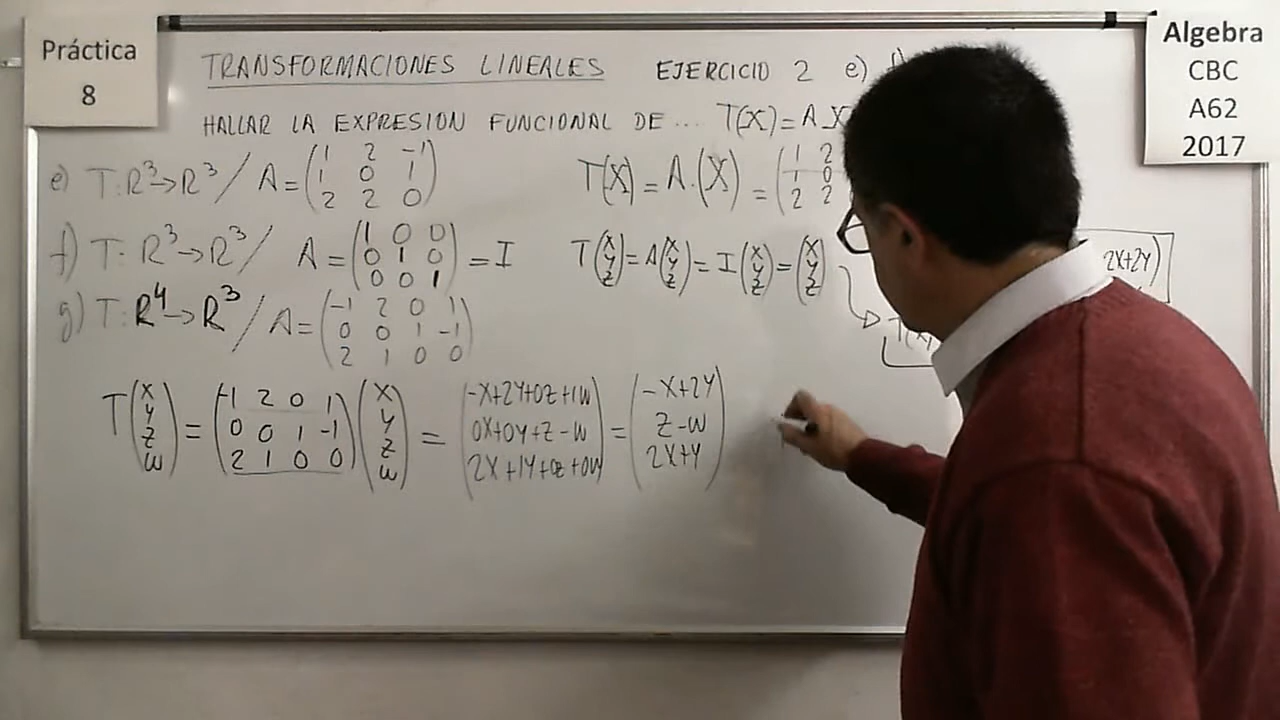 Práctica
8
Algebra
CBC
A62
2017
TRANSFORMACIONES LINEALES EJERCICIO 2 e)
HALLAR LA EXPRESION FUNCIONAL DE ... T(X) = A.X
e) T: R³→R³ / A = (1 2 -1
1 0 1
2 2 0)
T(X) = A.(X) = (1 2
1 0
2 2
f) T: R³→R³ / A = (1 0 0
0 1 0
0 0 1) = I
T(X Y Z) = A(X Y Z) = I(X Y Z) = (X Y Z)
2X+2Y)
T(X,
g) T: R⁴→R³ / A = (-1 2 0 1
0 0 1 -1
2 1 0 0)
T(X Y Z W) = (-1 2 0 1
0 0 1 -1
2 1 0 0) (X Y Z W) = (-X+2Y+0Z+1W
0X+0Y+Z-W
2X+1Y+0Z+0W) = (-X+2Y
Z-W
2X+Y)